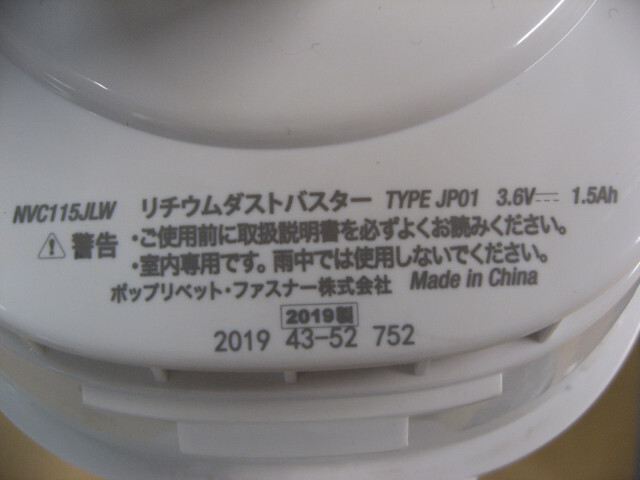 NVC115JLW リチウムダストバスター TYPE JP01 3.6V⎓ 1.5Ah
⚠警告 ・ご使用前に取扱説明書を必ずよくお読みください。
・室内専用です。雨中では使用しないでください。
ポップリベット・ファスナー株式会社 Made in China
2019製
2019 43-52 752